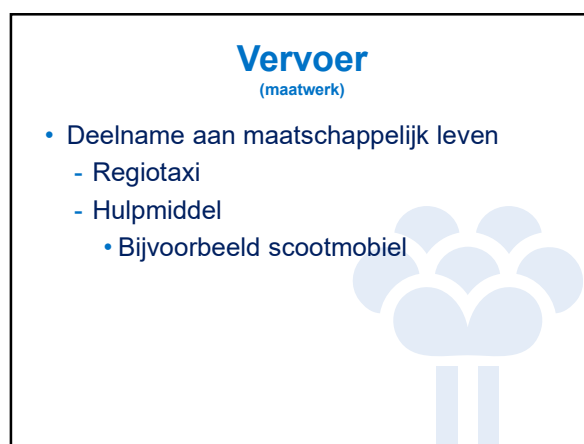 Vervoer
(maatwerk)
• Deelname aan maatschappelijk leven
- Regiotaxi
- Hulpmiddel
• Bijvoorbeeld scootmobiel